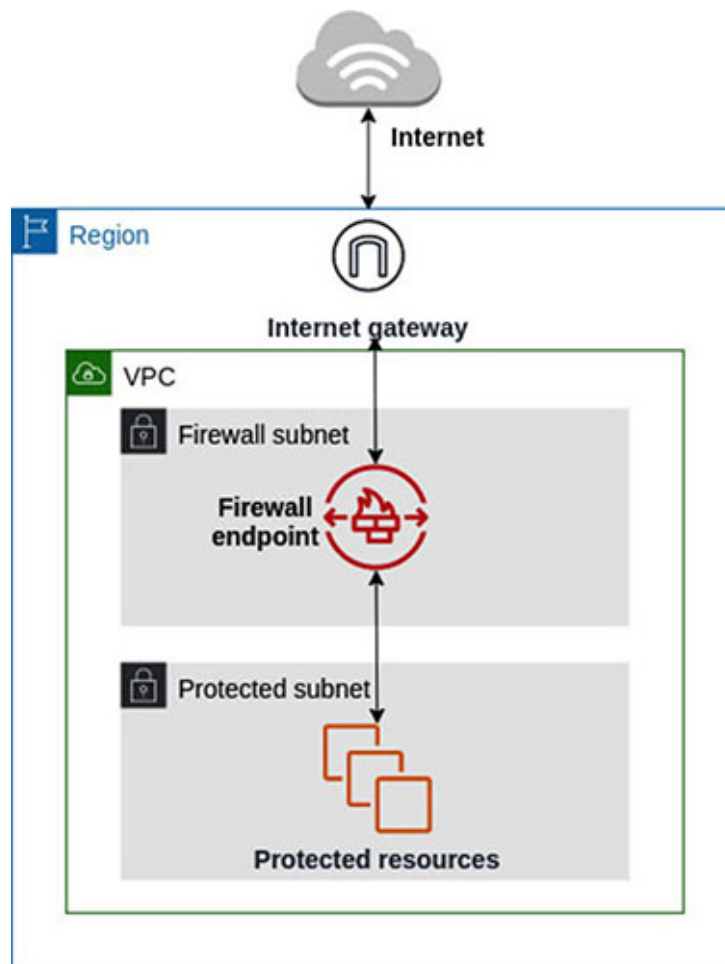 Internet
Region
Internet gateway
VPC
Firewall subnet
Firewall
endpoint
Protected subnet
Protected resources